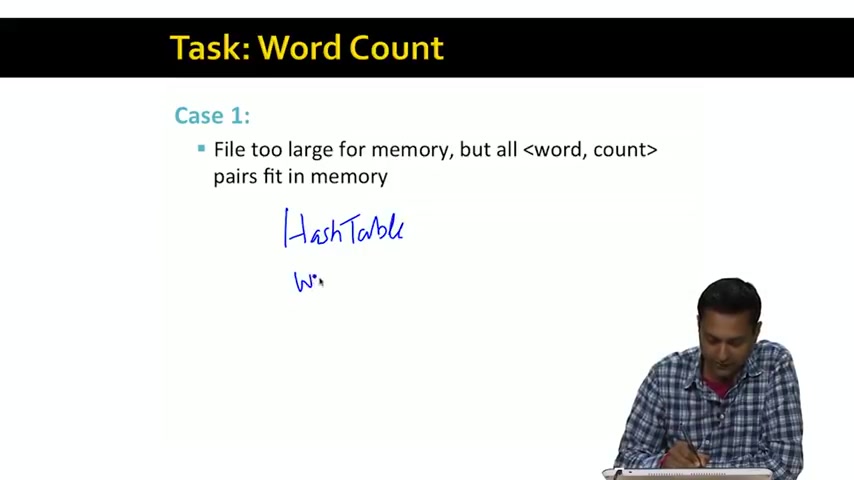 Task: Word Count
Case 1:
File too large for memory, but all <word, count>
pairs fit in memory
HashTable
w